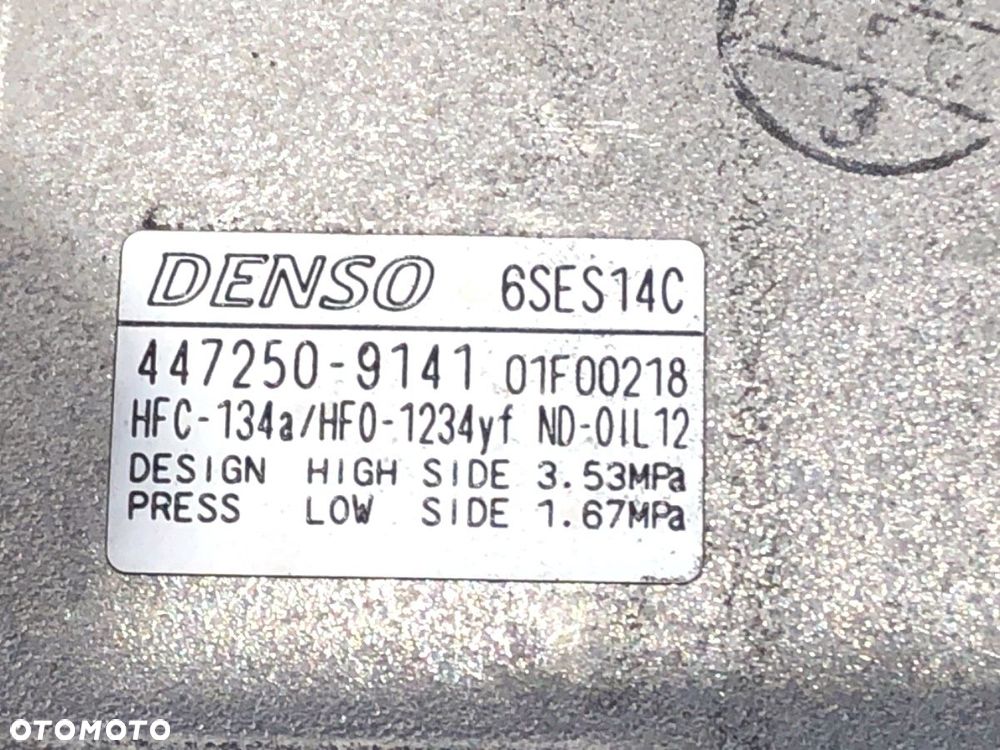 DENSO 6SES14C
447250-9141 01F00218
HFC-134a/HFO-1234yf ND-OIL12
DESIGN HIGH SIDE 3.53MPa
PRESS LOW SIDE 1.67MPa
OTOMOTO